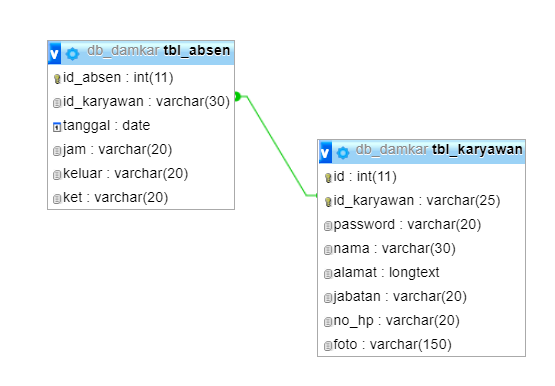 db_damkar tbl_absen
id_absen : int(11)
id_karyawan : varchar(30)
tanggal : date
jam : varchar(20)
keluar : varchar(20)
ket : varchar(20)
db_damkar tbl_karyawan
id : int(11)
id_karyawan : varchar(25)
password : varchar(20)
nama : varchar(30)
alamat : longtext
jabatan : varchar(20)
no_hp : varchar(20)
foto : varchar(150)